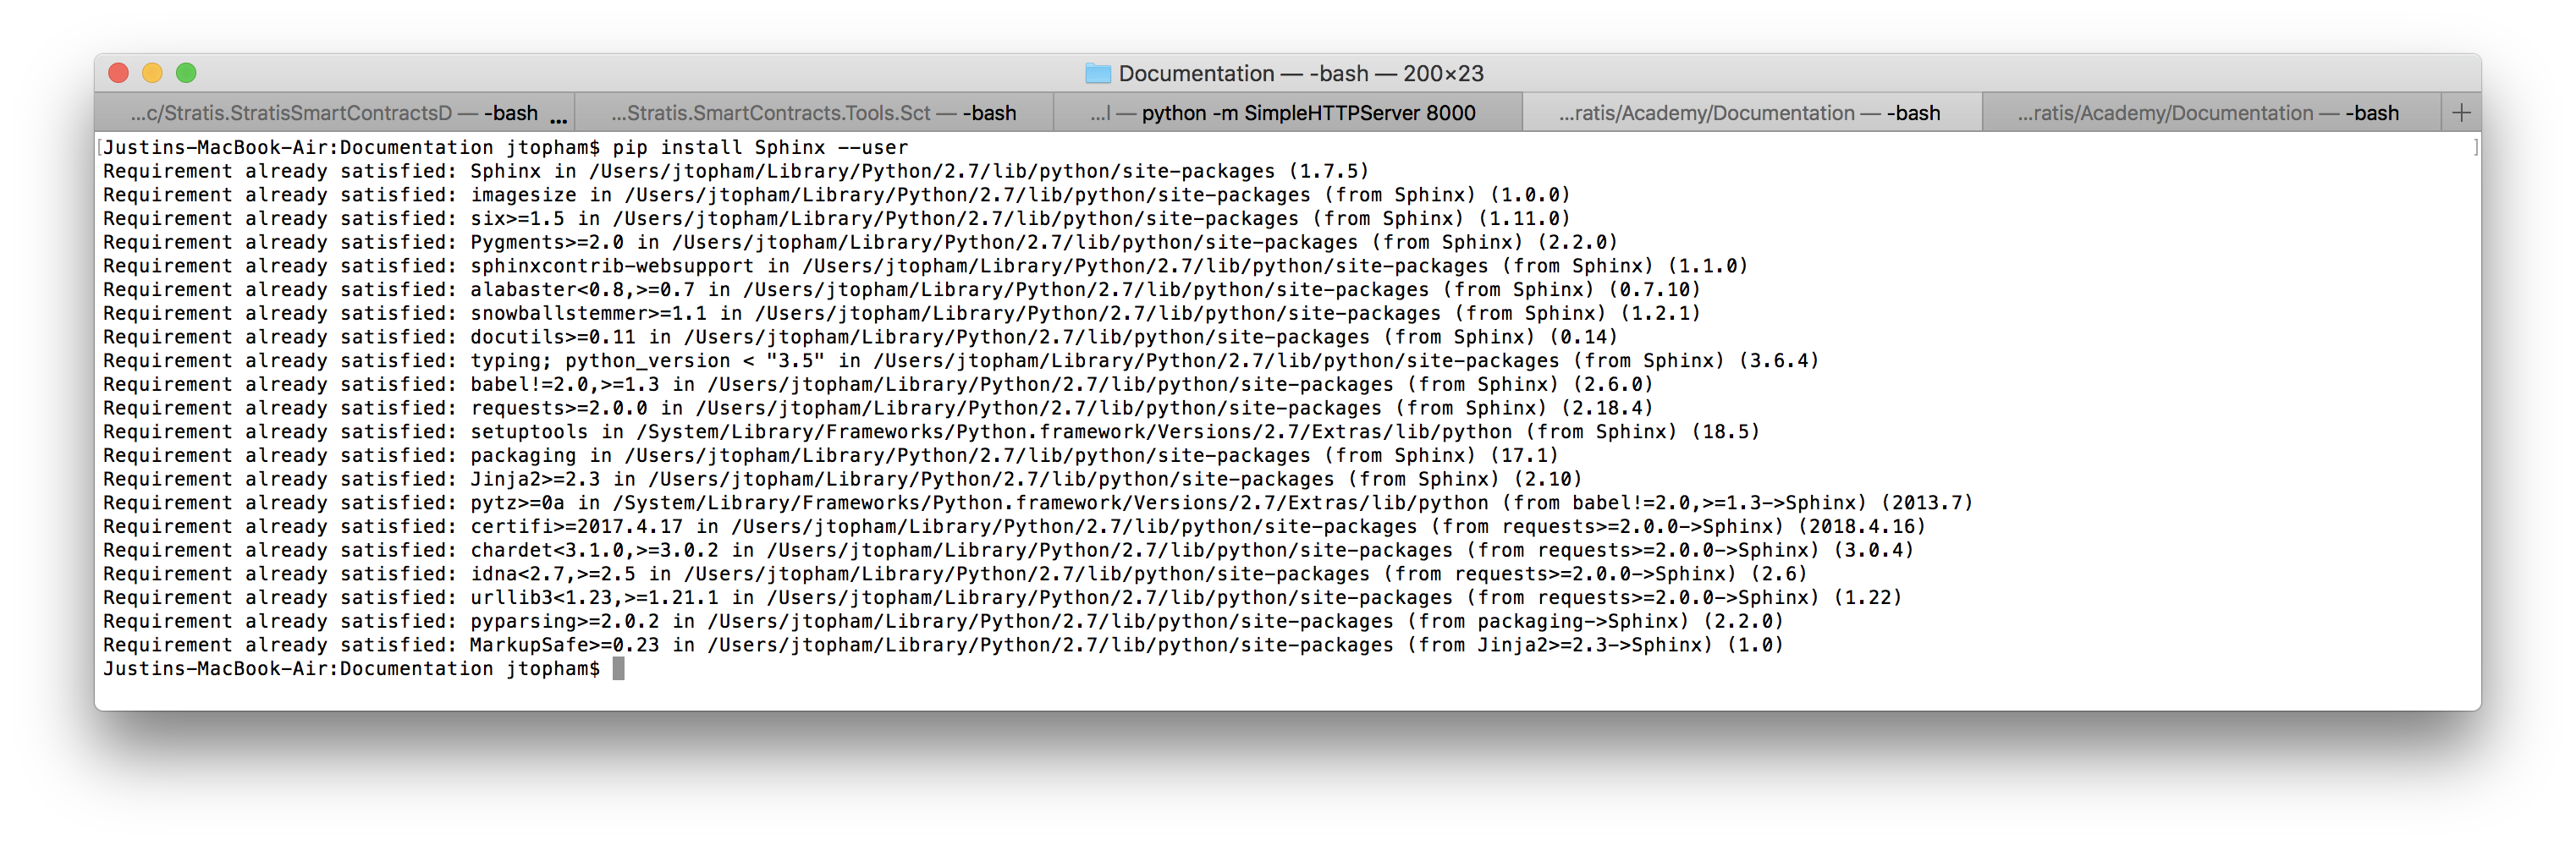 Documentation — -bash — 200×23
...c/Stratis.StratisSmartContractsD — -bash ...
...Stratis.SmartContracts.Tools.Sct — -bash
...l — python -m SimpleHTTPServer 8000
...ratis/Academy/Documentation — -bash
...ratis/Academy/Documentation — -bash
+
[Justins-MacBook-Air:Documentation jtopham$ pip install Sphinx --user ]
Requirement already satisfied: Sphinx in /Users/jtopham/Library/Python/2.7/lib/python/site-packages (1.7.5)
Requirement already satisfied: imagesize in /Users/jtopham/Library/Python/2.7/lib/python/site-packages (from Sphinx) (1.0.0)
Requirement already satisfied: six>=1.5 in /Users/jtopham/Library/Python/2.7/lib/python/site-packages (from Sphinx) (1.11.0)
Requirement already satisfied: Pygments>=2.0 in /Users/jtopham/Library/Python/2.7/lib/python/site-packages (from Sphinx) (2.2.0)
Requirement already satisfied: sphinxcontrib-websupport in /Users/jtopham/Library/Python/2.7/lib/python/site-packages (from Sphinx) (1.1.0)
Requirement already satisfied: alabaster<0.8,>=0.7 in /Users/jtopham/Library/Python/2.7/lib/python/site-packages (from Sphinx) (0.7.10)
Requirement already satisfied: snowballstemmer>=1.1 in /Users/jtopham/Library/Python/2.7/lib/python/site-packages (from Sphinx) (1.2.1)
Requirement already satisfied: docutils>=0.11 in /Users/jtopham/Library/Python/2.7/lib/python/site-packages (from Sphinx) (0.14)
Requirement already satisfied: typing; python_version < "3.5" in /Users/jtopham/Library/Python/2.7/lib/python/site-packages (from Sphinx) (3.6.4)
Requirement already satisfied: babel!=2.0,>=1.3 in /Users/jtopham/Library/Python/2.7/lib/python/site-packages (from Sphinx) (2.6.0)
Requirement already satisfied: requests>=2.0.0 in /Users/jtopham/Library/Python/2.7/lib/python/site-packages (from Sphinx) (2.18.4)
Requirement already satisfied: setuptools in /System/Library/Frameworks/Python.framework/Versions/2.7/Extras/lib/python (from Sphinx) (18.5)
Requirement already satisfied: packaging in /Users/jtopham/Library/Python/2.7/lib/python/site-packages (from Sphinx) (17.1)
Requirement already satisfied: Jinja2>=2.3 in /Users/jtopham/Library/Python/2.7/lib/python/site-packages (from Sphinx) (2.10)
Requirement already satisfied: pytz>=0a in /System/Library/Frameworks/Python.framework/Versions/2.7/Extras/lib/python (from babel!=2.0,>=1.3->Sphinx) (2013.7)
Requirement already satisfied: certifi>=2017.4.17 in /Users/jtopham/Library/Python/2.7/lib/python/site-packages (from requests>=2.0.0->Sphinx) (2018.4.16)
Requirement already satisfied: chardet<3.1.0,>=3.0.2 in /Users/jtopham/Library/Python/2.7/lib/python/site-packages (from requests>=2.0.0->Sphinx) (3.0.4)
Requirement already satisfied: idna<2.7,>=2.5 in /Users/jtopham/Library/Python/2.7/lib/python/site-packages (from requests>=2.0.0->Sphinx) (2.6)
Requirement already satisfied: urllib3<1.23,>=1.21.1 in /Users/jtopham/Library/Python/2.7/lib/python/site-packages (from requests>=2.0.0->Sphinx) (1.22)
Requirement already satisfied: pyparsing>=2.0.2 in /Users/jtopham/Library/Python/2.7/lib/python/site-packages (from packaging->Sphinx) (2.2.0)
Requirement already satisfied: MarkupSafe>=0.23 in /Users/jtopham/Library/Python/2.7/lib/python/site-packages (from Jinja2>=2.3->Sphinx) (1.0)
Justins-MacBook-Air:Documentation jtopham$